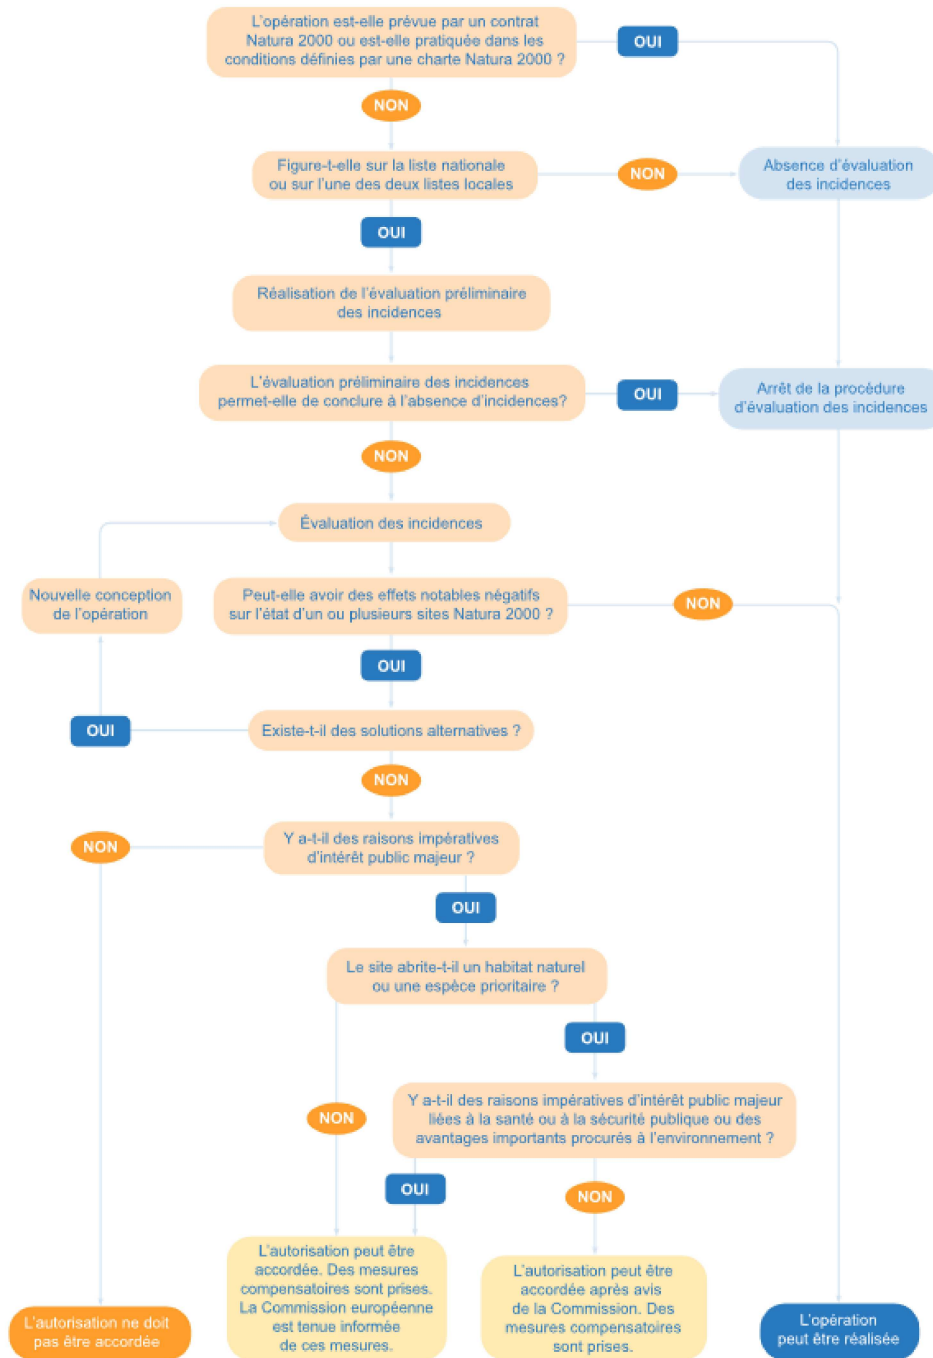 L'opération est-elle prévue par un contrat
Natura 2000 ou est-elle pratiquée dans les
conditions définies par une charte Natura 2000 ?
OUI
NON
Figure-t-elle sur la liste nationale
ou sur l'une des deux listes locales
NON
Absence d'évaluation
des incidences
OUI
Réalisation de l'évaluation préliminaire
des incidences
L'évaluation préliminaire des incidences
permet-elle de conclure à l'absence d'incidences?
OUI
Arrêt de la procédure
d'évaluation des incidences
NON
Évaluation des incidences
Nouvelle conception
de l'opération
Peut-elle avoir des effets notables négatifs
sur l'état d'un ou plusieurs sites Natura 2000 ?
NON
OUI
OUI
Existe-t-il des solutions alternatives ?
NON
NON
Y a-t-il des raisons impératives
d'intérêt public majeur ?
OUI
Le site abrite-t-il un habitat naturel
ou une espèce prioritaire ?
OUI
NON
Y a-t-il des raisons impératives d'intérêt public majeur
liées à la santé ou à la sécurité publique ou des
avantages importants procurés à l'environnement ?
OUI
NON
L'autorisation ne doit
pas être accordée
L'autorisation peut être
accordée. Des mesures
compensatoires sont prises.
La Commission européenne
est tenue informée
de ces mesures.
L'autorisation peut être
accordée après avis
de la Commission. Des
mesures compensatoires
sont prises.
L'opération
peut être réalisée